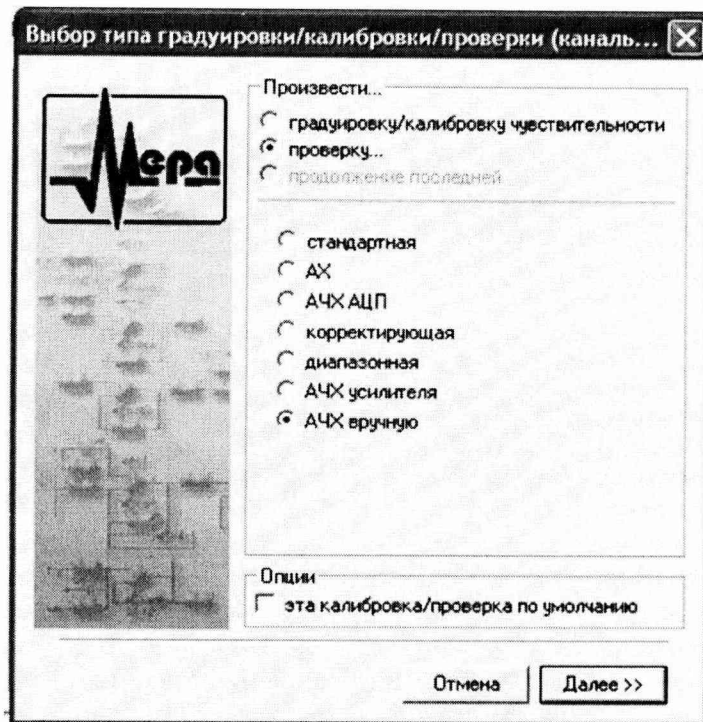 Выбор типа градуировки/калибровки/проверки (каналь...
Мера
Произвести...
градуировку/калибровку чувствительности
проверку...
продолжение последней
стандартная
АХ
АЧХ АЦП
корректирующая
диапазонная
АЧХ усилителя
АЧХ вручную
Опции
эта калибровка/проверка по умолчанию
Отмена
Далее >>